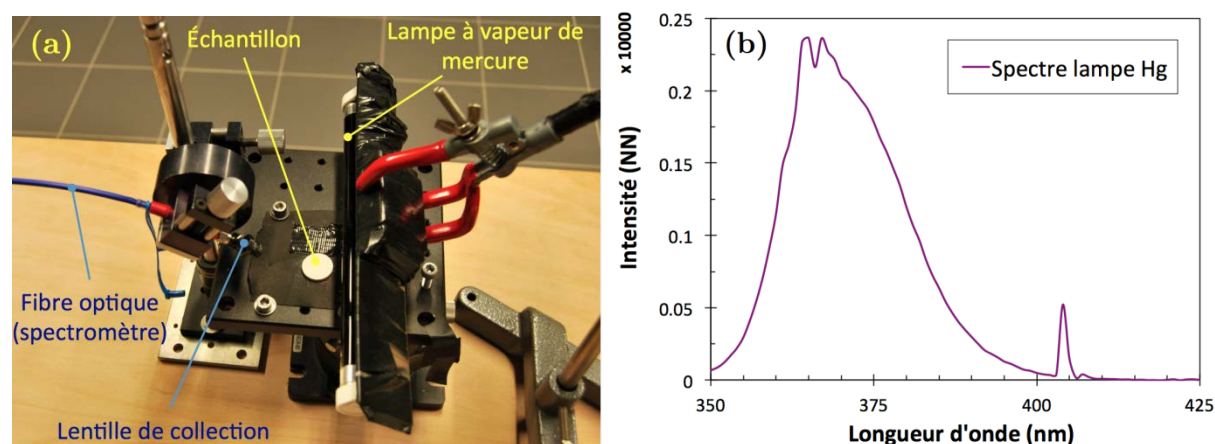 (a)
Échantillon
Lampe à vapeur de
mercure
Fibre optique
(spectromètre)
Lentille de collection
(b)
x 10000
Intensité (NN)
0.25
0.2
0.15
0.1
0.05
0
Spectre lampe Hg
350
375
400
425
Longueur d'onde (nm)